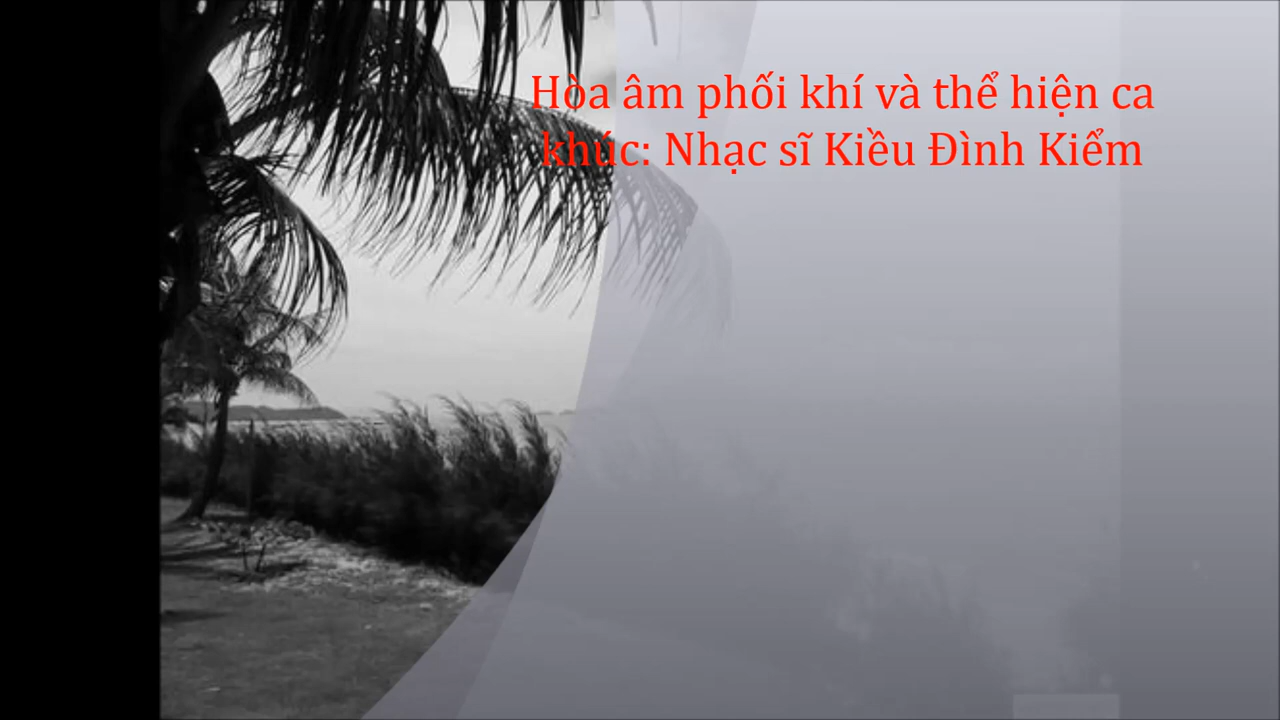 Hòa âm phối khí và thể hiện ca
khúc: Nhạc sĩ Kiều Đình Kiểm